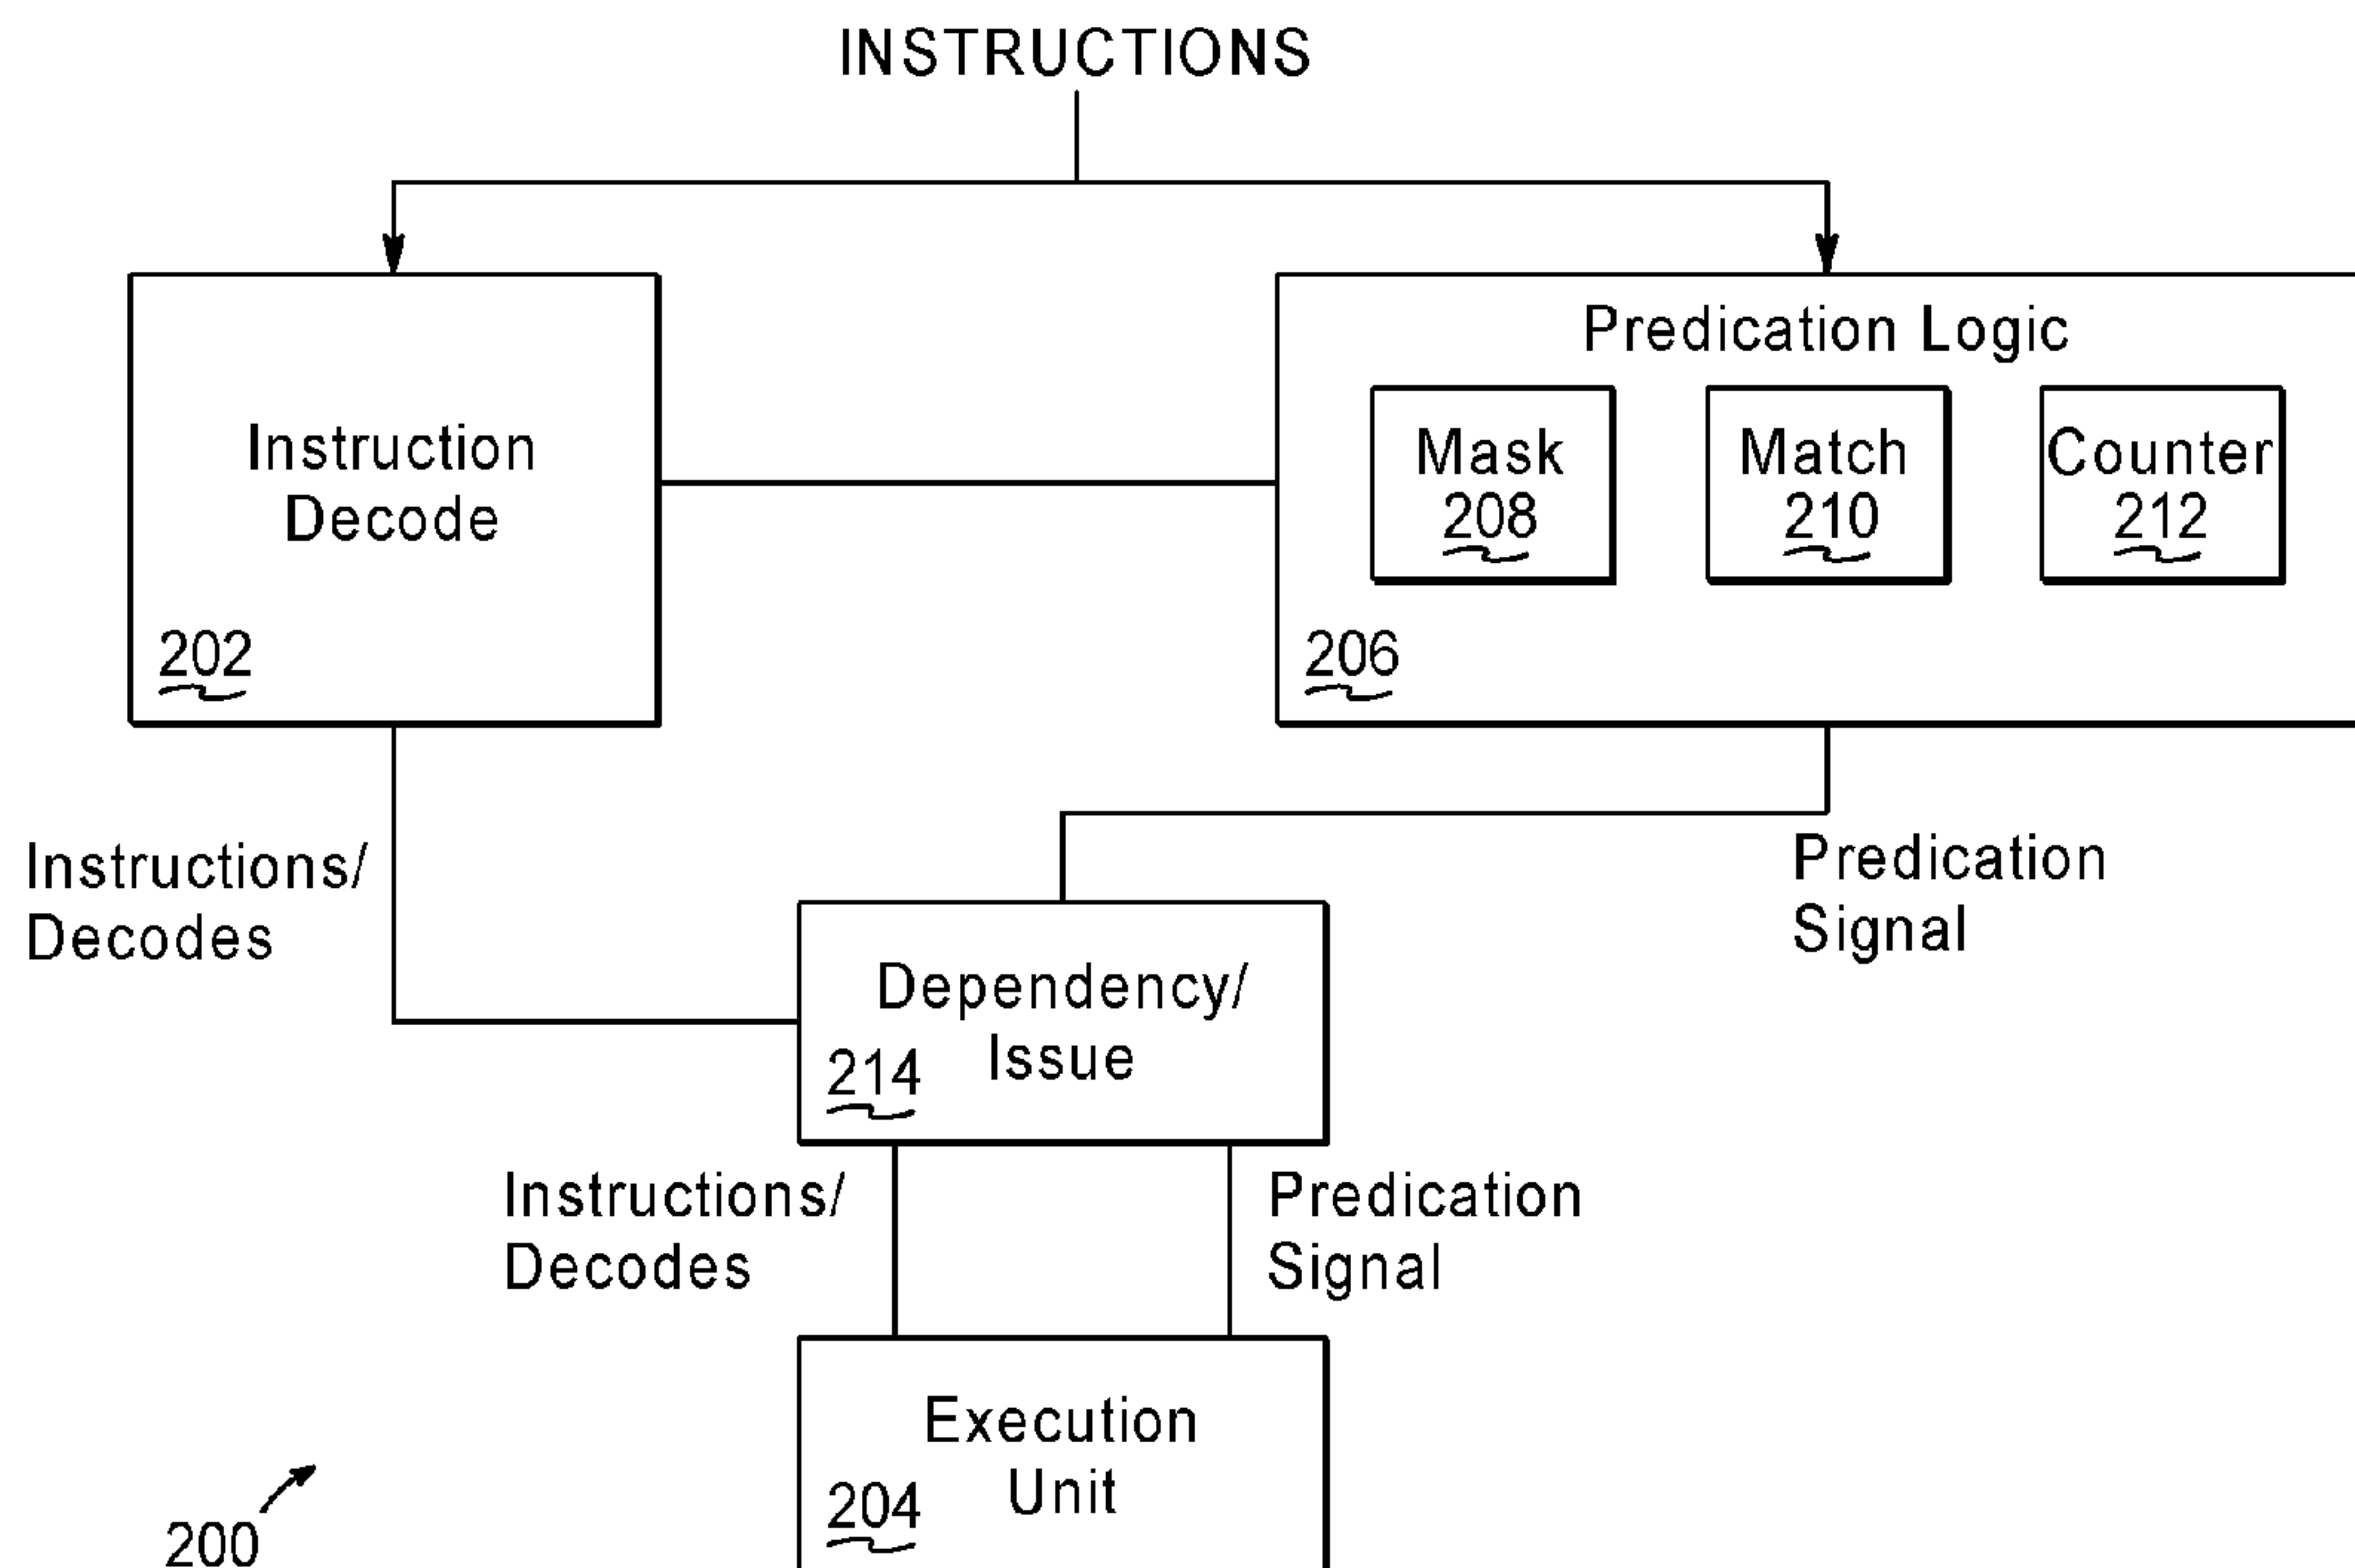 INSTRUCTIONS
Instruction
Decode
202
Predication Logic
Mask
208
Match
210
Counter
212
206
Instructions/
Decodes
Predication
Signal
Dependency/
Issue
214
Instructions/
Decodes
Predication
Signal
Execution
Unit
204
200